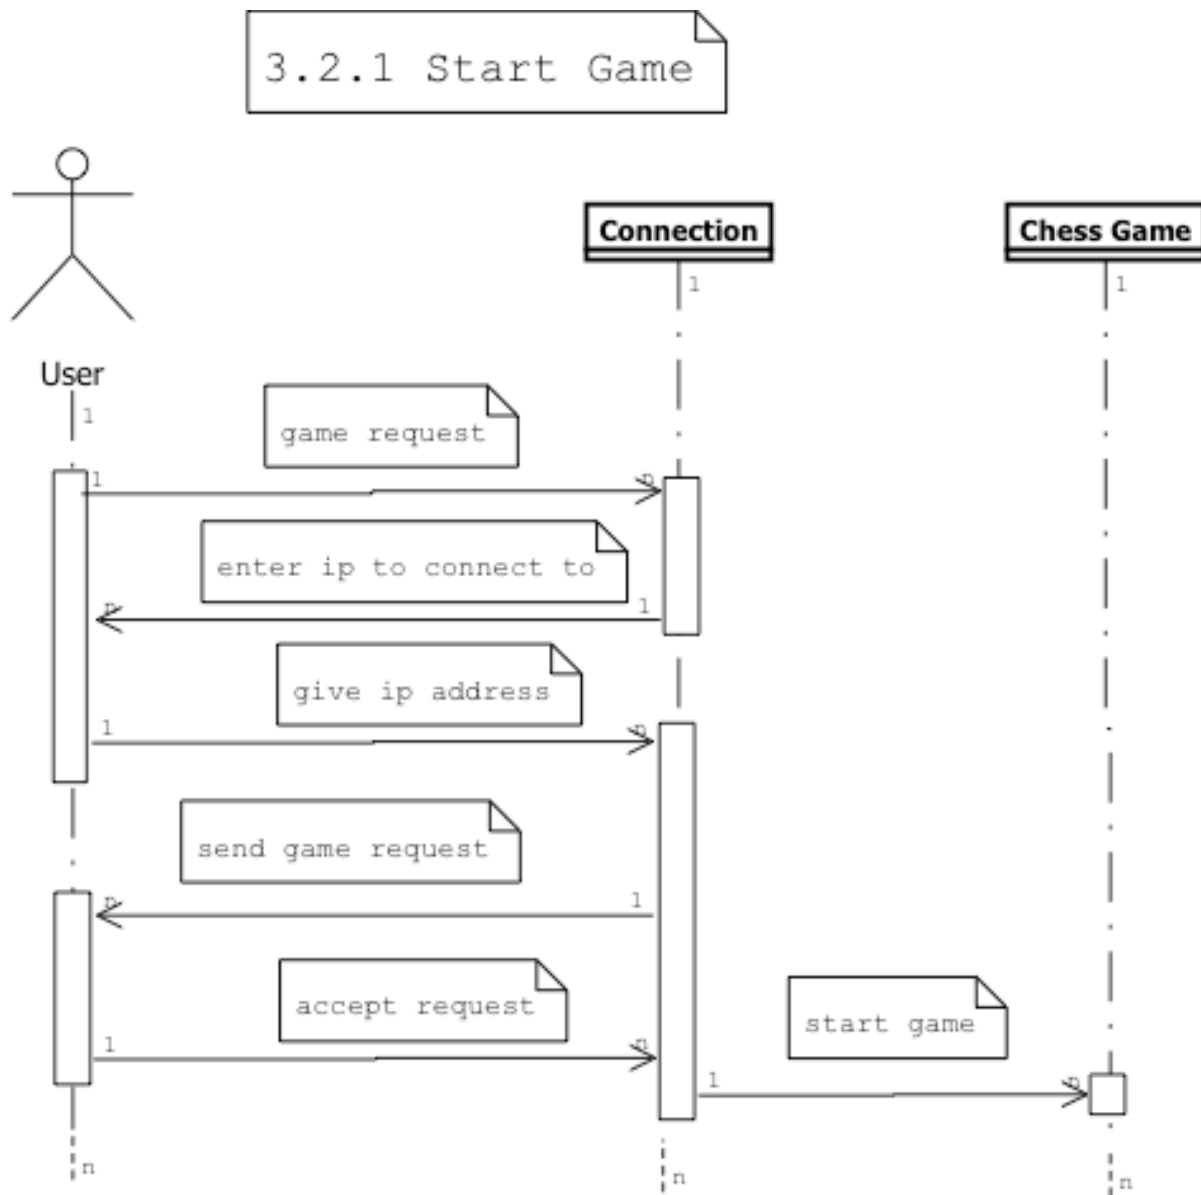 3.2.1 Start Game
Connection
Chess Game
1
1
User
1
game request
1
n
enter ip to connect to
n
1
give ip address
1
n
send game request
n
1
accept request
start game
1
n
1
n
n
n
n